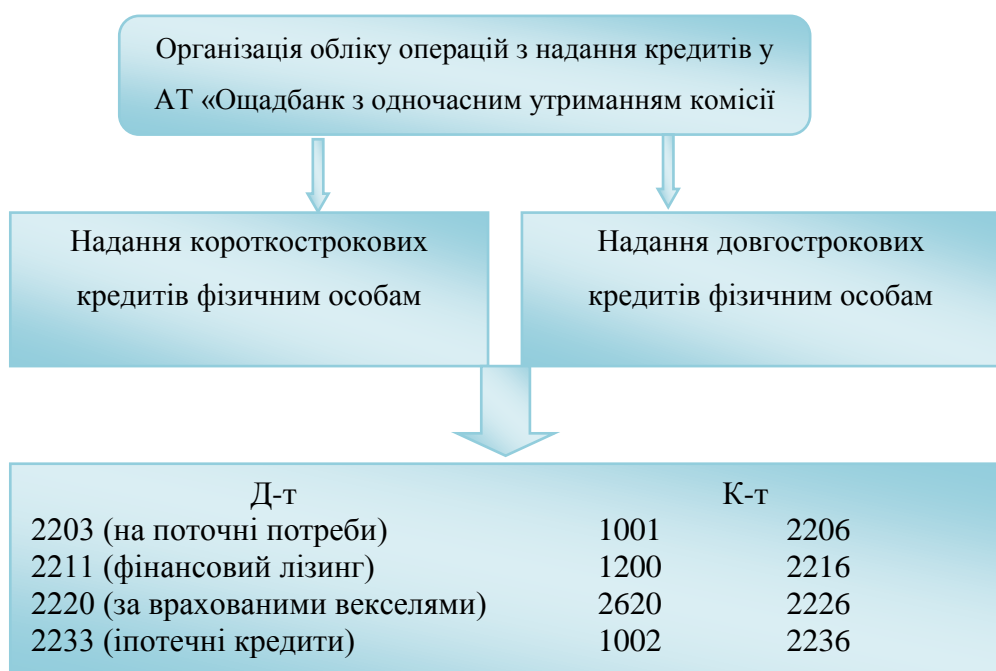 Організація обліку операцій з надання кредитів у
АТ «Ощадбанк з одночасним утриманням комісії
Надання короткострокових
кредитів фізичним особам
Надання довгострокових
кредитів фізичним особам
Д-т К-т
2203 (на поточні потреби) 1001 2206
2211 (фінансовий лізинг) 1200 2216
2220 (за врахованими векселями) 2620 2226
2233 (іпотечні кредити) 1002 2236